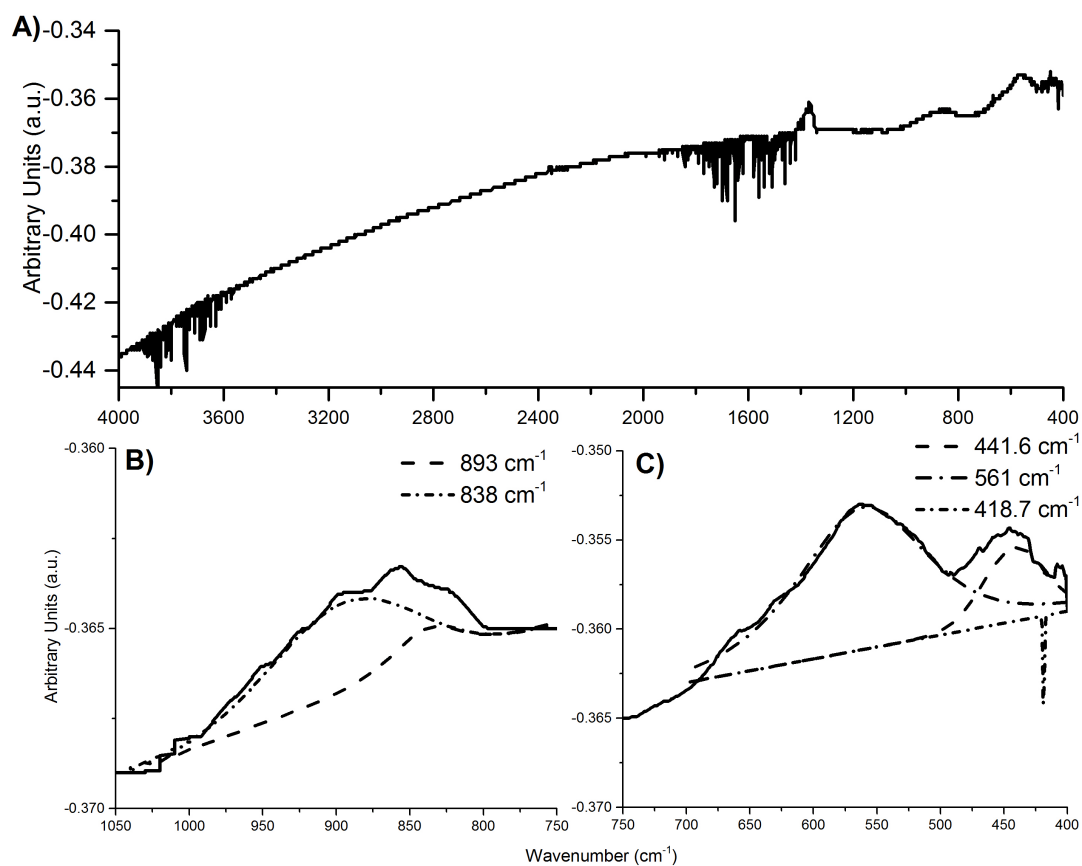 A)
Arbitrary Units (a.u.)
-0.34
-0.36
-0.38
-0.40
-0.42
-0.44
4000 3600 3200 2800 2400 2000 1600 1200 800 400
B)
893 cm-1
838 cm-1
Arbitrary Units (a.u.)
-0.360
-0.365
-0.370
1050 1000 950 900 850 800 750
C)
441.6 cm-1
561 cm-1
418.7 cm-1
-0.350
-0.355
-0.360
-0.365
-0.370
750 700 650 600 550 500 450 400
Wavenumber (cm-1)